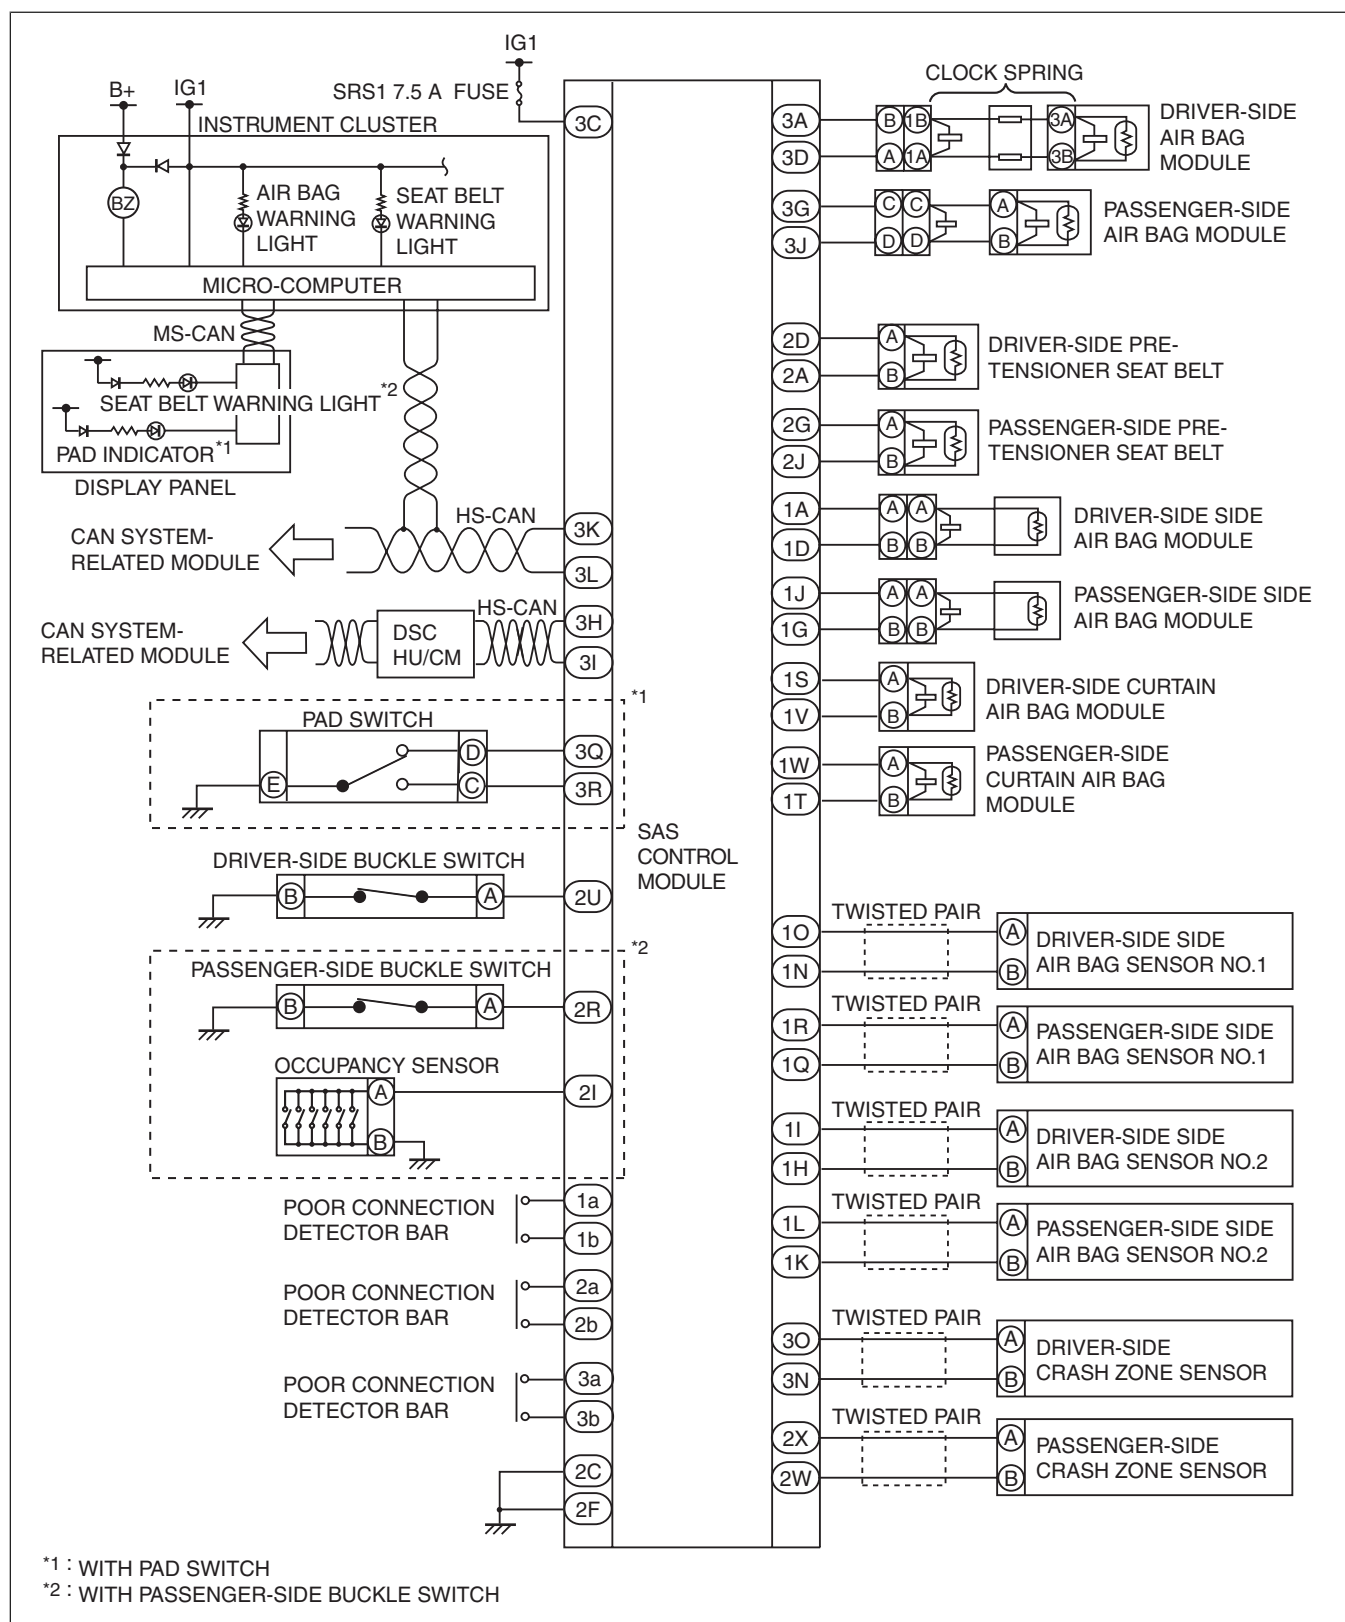 IG1
B+
IG1
SRS1 7.5 A FUSE
3C
INSTRUMENT CLUSTER
BZ
AIR BAG
WARNING
LIGHT
SEAT BELT
WARNING
LIGHT
MICRO-COMPUTER
MS-CAN
SEAT BELT WARNING LIGHT*2
PAD INDICATOR*1
DISPLAY PANEL
HS-CAN
3K
3L
CAN SYSTEM-
RELATED MODULE
HS-CAN
3H
3I
DSC
HU/CM
CAN SYSTEM-
RELATED MODULE
*1
PAD SWITCH
E
D
C
3Q
3R
SAS
CONTROL
MODULE
DRIVER-SIDE BUCKLE SWITCH
B
A
2U
*2
PASSENGER-SIDE BUCKLE SWITCH
B
A
2R
OCCUPANCY SENSOR
A
B
2I
POOR CONNECTION
DETECTOR BAR
1a
1b
POOR CONNECTION
DETECTOR BAR
2a
2b
POOR CONNECTION
DETECTOR BAR
3a
3b
2C
2F
CLOCK SPRING
3A B 1B 3A
3D A 1A 3B
DRIVER-SIDE
AIR BAG
MODULE
3G C C A
3J D D B
PASSENGER-SIDE
AIR BAG MODULE
2D A
2A B
DRIVER-SIDE PRE-
TENSIONER SEAT BELT
2G A
2J B
PASSENGER-SIDE PRE-
TENSIONER SEAT BELT
1A A A
1D B B
DRIVER-SIDE SIDE
AIR BAG MODULE
1J A A
1G B B
PASSENGER-SIDE SIDE
AIR BAG MODULE
1S A
1V B
DRIVER-SIDE CURTAIN
AIR BAG MODULE
1W A
1T B
PASSENGER-SIDE
CURTAIN AIR BAG
MODULE
TWISTED PAIR
1O A
1N B
DRIVER-SIDE SIDE
AIR BAG SENSOR NO.1
TWISTED PAIR
1R A
1Q B
PASSENGER-SIDE SIDE
AIR BAG SENSOR NO.1
TWISTED PAIR
1I A
1H B
DRIVER-SIDE SIDE
AIR BAG SENSOR NO.2
TWISTED PAIR
1L A
1K B
PASSENGER-SIDE SIDE
AIR BAG SENSOR NO.2
TWISTED PAIR
3O A
3N B
DRIVER-SIDE
CRASH ZONE SENSOR
TWISTED PAIR
2X A
2W B
PASSENGER-SIDE
CRASH ZONE SENSOR
*1 : WITH PAD SWITCH
*2 : WITH PASSENGER-SIDE BUCKLE SWITCH